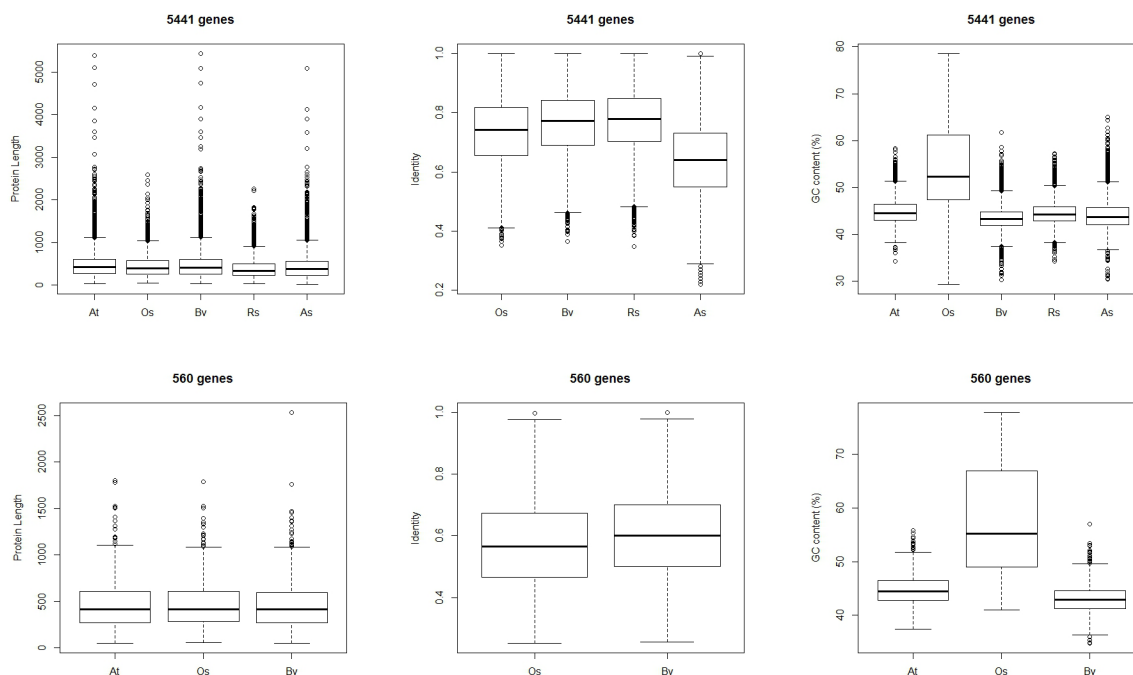 5441 genes
Protein Length
5000
4000
3000
2000
1000
0
At Os Bv Rs As
5441 genes
Identity
1.0
0.8
0.6
0.4
0.2
Os Bv Rs As
5441 genes
GC content (%)
80
70
60
50
40
30
At Os Bv Rs As
560 genes
Protein Length
2500
2000
1500
1000
500
0
At Os Bv
560 genes
Identity
1.0
0.8
0.6
0.4
Os Bv
560 genes
GC content (%)
70
60
50
40
At Os Bv